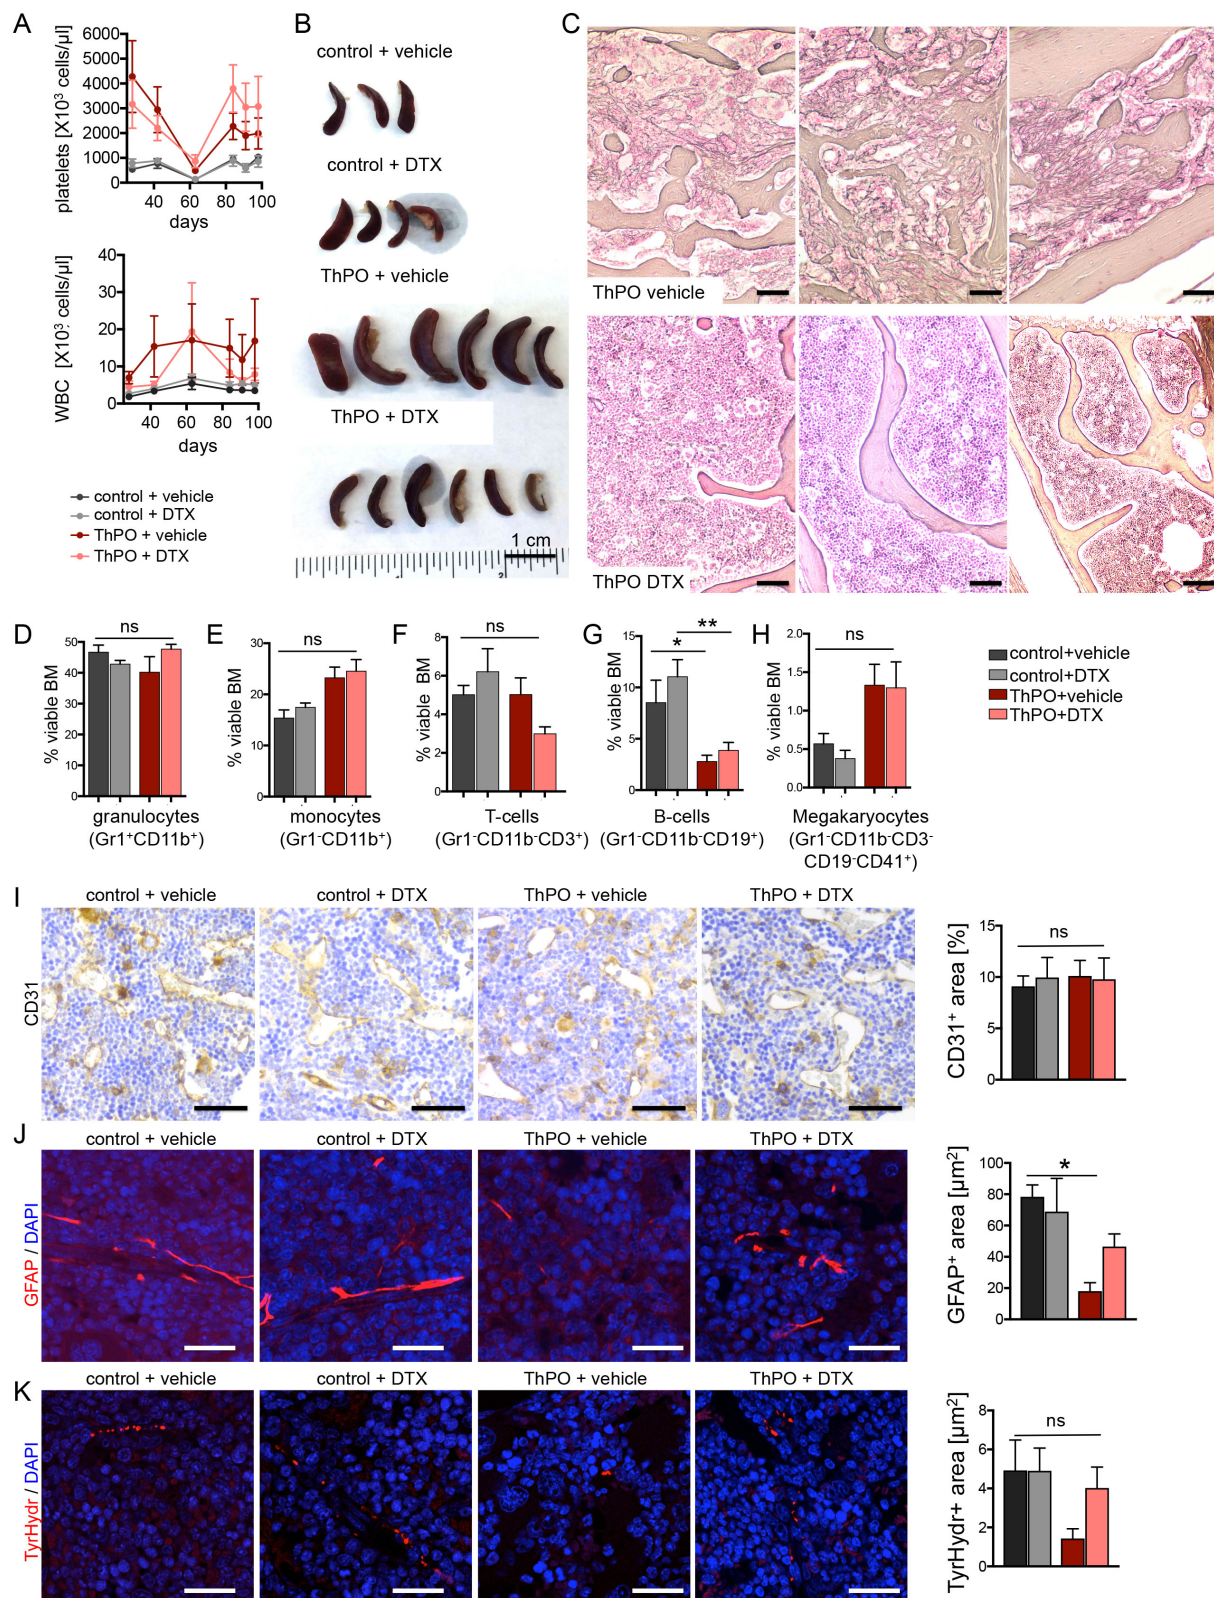 A
platelets [X10³ cells/µl]
6000
5000
4000
3000
2000
1000
0
40
60
80
100
days
WBC [X10³ cells/µl]
40
30
20
10
0
40
60
80
100
days
control + vehicle
control + DTX
ThPO + vehicle
ThPO + DTX
B
control + vehicle
control + DTX
ThPO + vehicle
ThPO + DTX
1 cm
C
ThPO vehicle
ThPO DTX
D
% viable BM
50
40
30
20
10
0
ns
granulocytes
(Gr1⁺CD11b⁺)
E
% viable BM
30
20
10
0
ns
monocytes
(Gr1⁻CD11b⁺)
F
% viable BM
8
6
4
2
0
ns
T-cells
(Gr1⁻CD11b⁻CD3⁺)
G
% viable BM
15
10
5
0
*
**
B-cells
(Gr1⁻CD11b⁻CD19⁺)
H
% viable BM
2.0
1.5
1.0
0.5
0.0
ns
Megakaryocytes
(Gr1⁻CD11b⁻CD3⁻
CD19⁻CD41⁺)
control+vehicle
control+DTX
ThPO+vehicle
ThPO+DTX
I
control + vehicle
control + DTX
ThPO + vehicle
ThPO + DTX
CD31
CD31⁺ area [%]
15
10
5
0
ns
J
control + vehicle
control + DTX
ThPO + vehicle
ThPO + DTX
GFAP / DAPI
GFAP⁺ area [µm²]
100
80
60
40
20
0
*
K
control + vehicle
control + DTX
ThPO + vehicle
ThPO + DTX
TyrHydr / DAPI
TyrHydr+ area [µm²]
8
6
4
2
0
ns